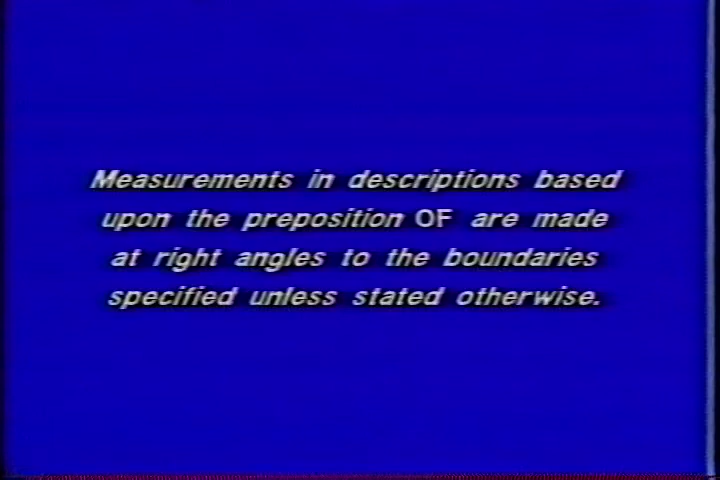 Measurements in descriptions based
upon the preposition OF are made
at right angles to the boundaries
specified unless stated otherwise.